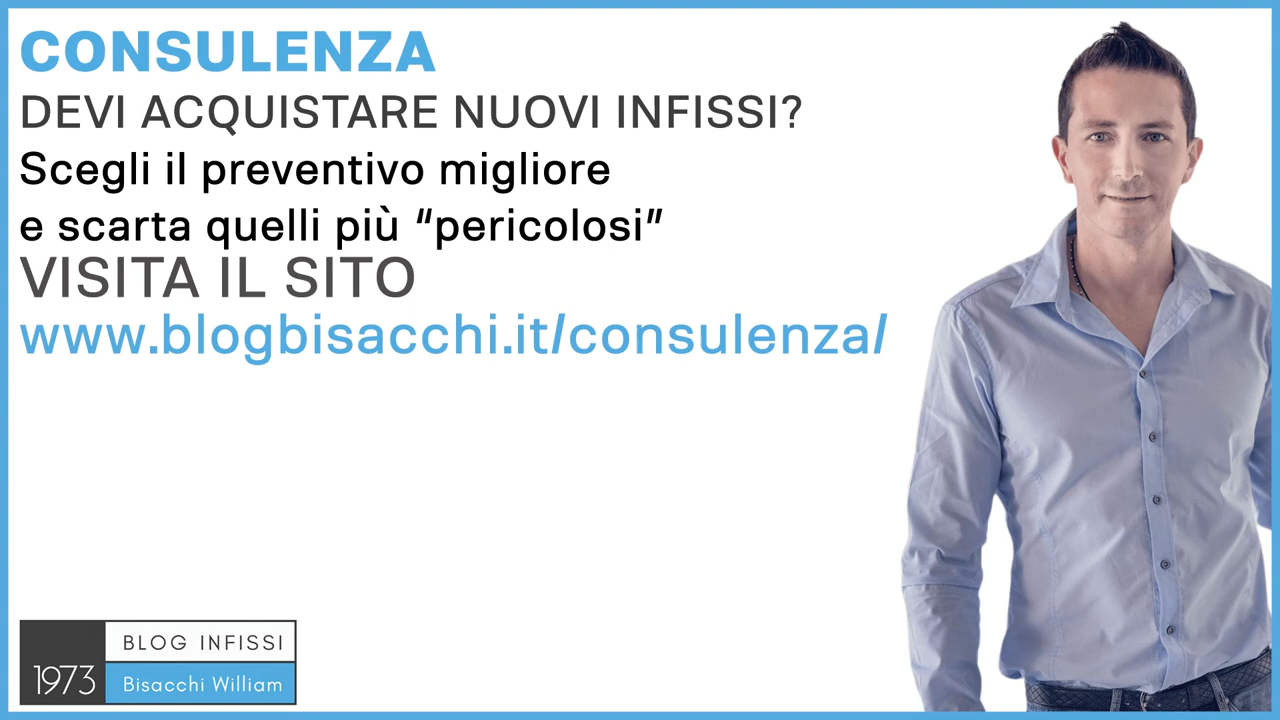 CONSULENZA
DEVI ACQUISTARE NUOVI INFISSI?
Scegli il preventivo migliore
e scarta quelli più “pericolosi”
VISITA IL SITO
www.blogbisacchi.it/consulenza/
BLOG INFISSI
1973
Bisacchi William